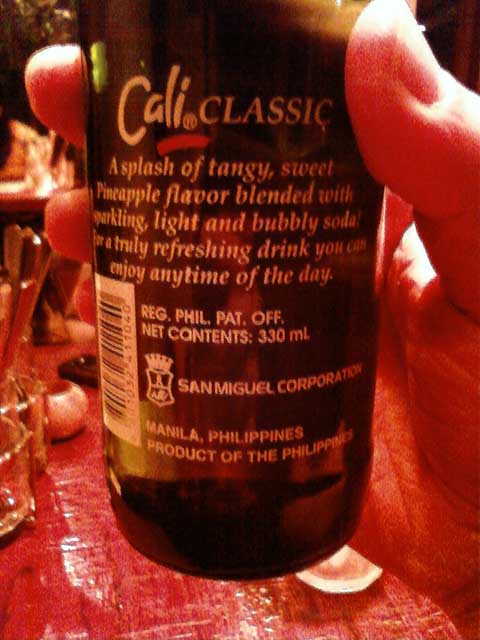 Cali® CLASSIC
A splash of tangy, sweet
Pineapple flavor blended with
sparkling, light and bubbly soda!
For a truly refreshing drink you can
enjoy anytime of the day.
REG. PHIL. PAT. OFF.
NET CONTENTS: 330 mL
SAN MIGUEL CORPORATION
MANILA, PHILIPPINES
PRODUCT OF THE PHILIPPINES